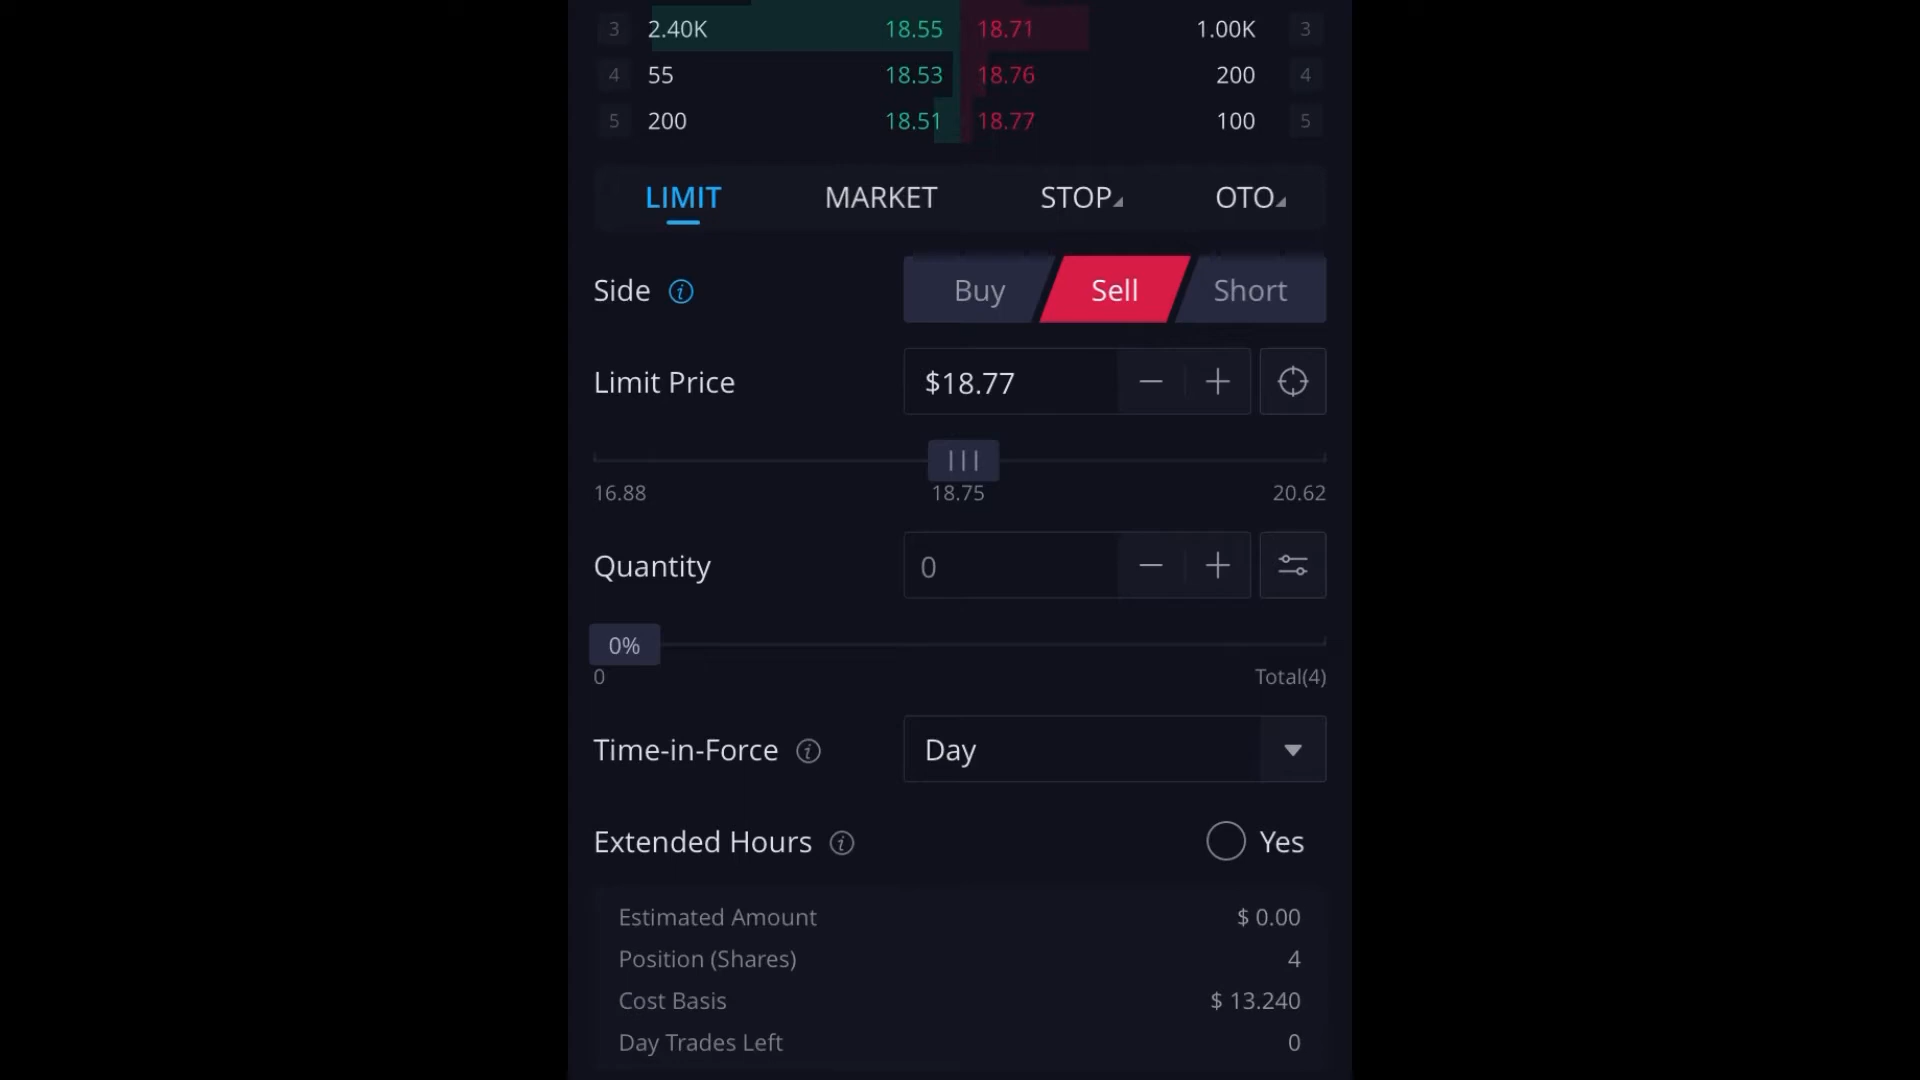 3 2.40K 18.55 18.71 1.00K 3
4 55 18.53 18.76 200 4
5 200 18.51 18.77 100 5
LIMIT MARKET STOP OTO
Side Buy Sell Short
Limit Price $18.77 — +
16.88 18.75 20.62
Quantity 0 — +
0%
0 Total(4)
Time-in-Force Day
Extended Hours Yes
Estimated Amount $ 0.00
Position (Shares) 4
Cost Basis $ 13.240
Day Trades Left 0